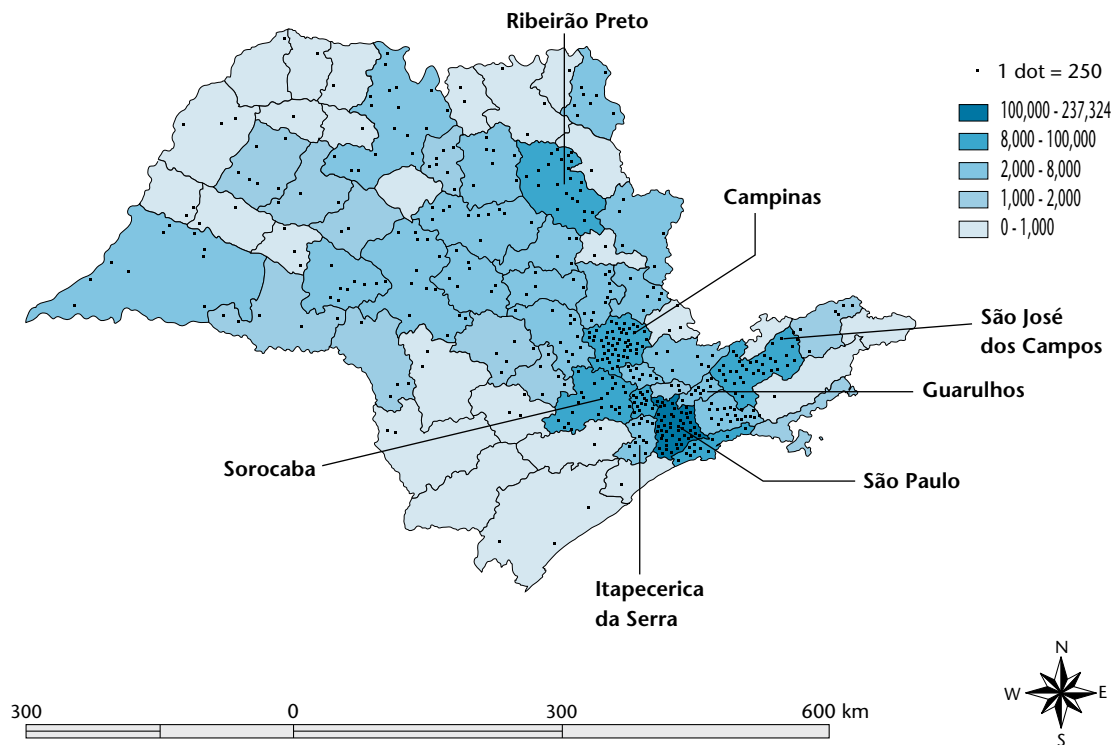 Ribeirão Preto
1 dot = 250
100,000 - 237,324
8,000 - 100,000
2,000 - 8,000
1,000 - 2,000
0 - 1,000
Campinas
São José
dos Campos
Guarulhos
Sorocaba
São Paulo
Itapecerica
da Serra
N
W E
S
300 0 300 600 km